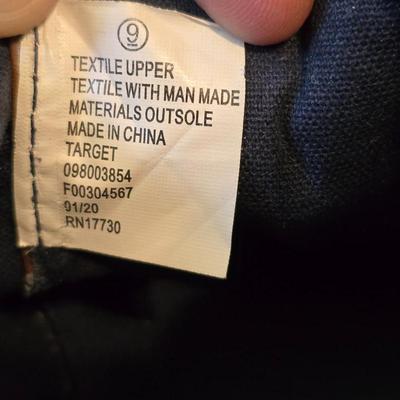 9
TEXTILE UPPER
TEXTILE WITH MAN MADE
MATERIALS OUTSOLE
MADE IN CHINA
TARGET
098003854
F00304567
01/20
RN17730